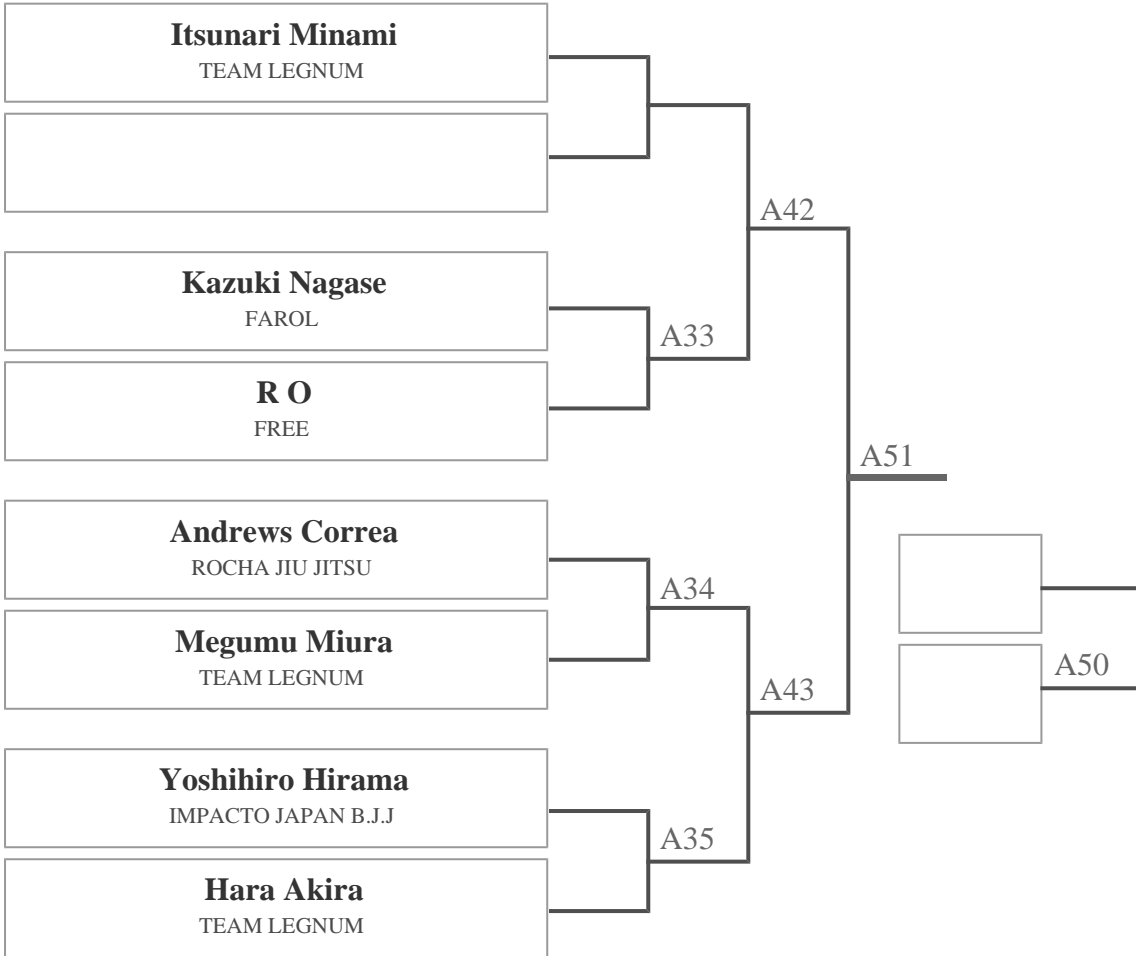 Itsunari Minami
TEAM LEGNUM
A42
Kazuki Nagase
FAROL
A33
R O
FREE
A51
Andrews Correa
ROCHA JIU JITSU
A34
Megumu Miura
TEAM LEGNUM
A50
A43
Yoshihiro Hirama
IMPACTO JAPAN B.J.J
A35
Hara Akira
TEAM LEGNUM